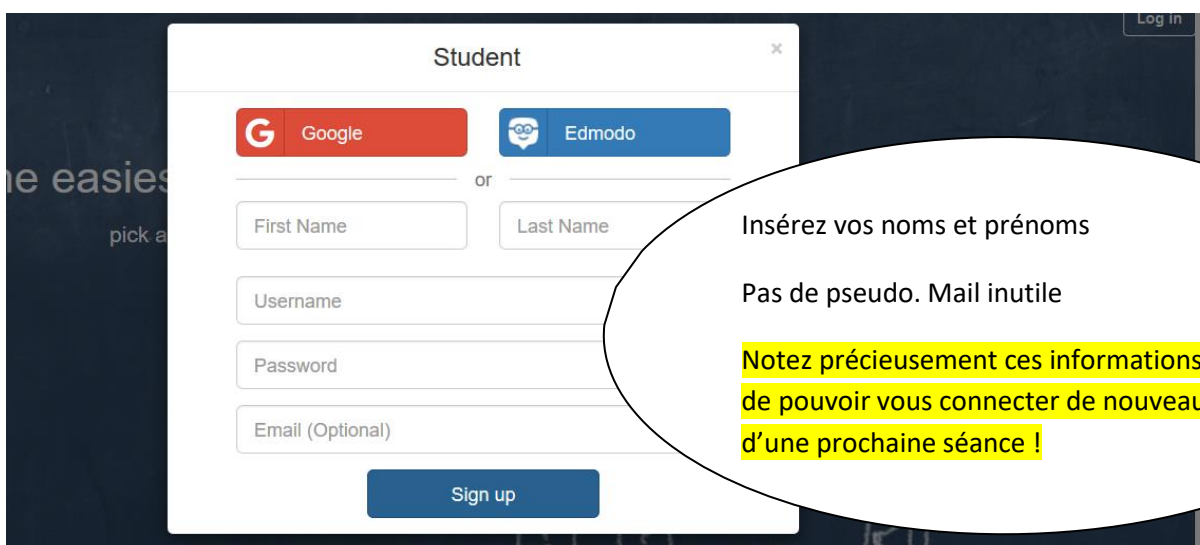 Log in
Student
×
Google
Edmodo
or
easies
pick a
First Name
Last Name
Username
Password
Email (Optional)
Sign up
Insérez vos noms et prénoms
Pas de pseudo. Mail inutile
Notez précieusement ces informations
de pouvoir vous connecter de nouveau
d’une prochaine séance !